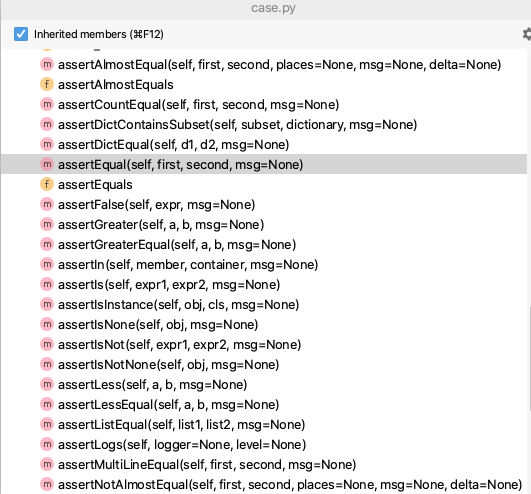 case.py
Inherited members (⌘F12)
m assertAlmostEqual(self, first, second, places=None, msg=None, delta=None)
f assertAlmostEquals
m assertCountEqual(self, first, second, msg=None)
m assertDictContainsSubset(self, subset, dictionary, msg=None)
m assertDictEqual(self, d1, d2, msg=None)
m assertEqual(self, first, second, msg=None)
f assertEquals
m assertFalse(self, expr, msg=None)
m assertGreater(self, a, b, msg=None)
m assertGreaterEqual(self, a, b, msg=None)
m assertIn(self, member, container, msg=None)
m assertIs(self, expr1, expr2, msg=None)
m assertIsInstance(self, obj, cls, msg=None)
m assertIsNone(self, obj, msg=None)
m assertIsNot(self, expr1, expr2, msg=None)
m assertIsNotNone(self, obj, msg=None)
m assertLess(self, a, b, msg=None)
m assertLessEqual(self, a, b, msg=None)
m assertListEqual(self, list1, list2, msg=None)
m assertLogs(self, logger=None, level=None)
m assertMultiLineEqual(self, first, second, msg=None)
m assertNotAlmostEqual(self, first, second, places=None, msg=None, delta=None)